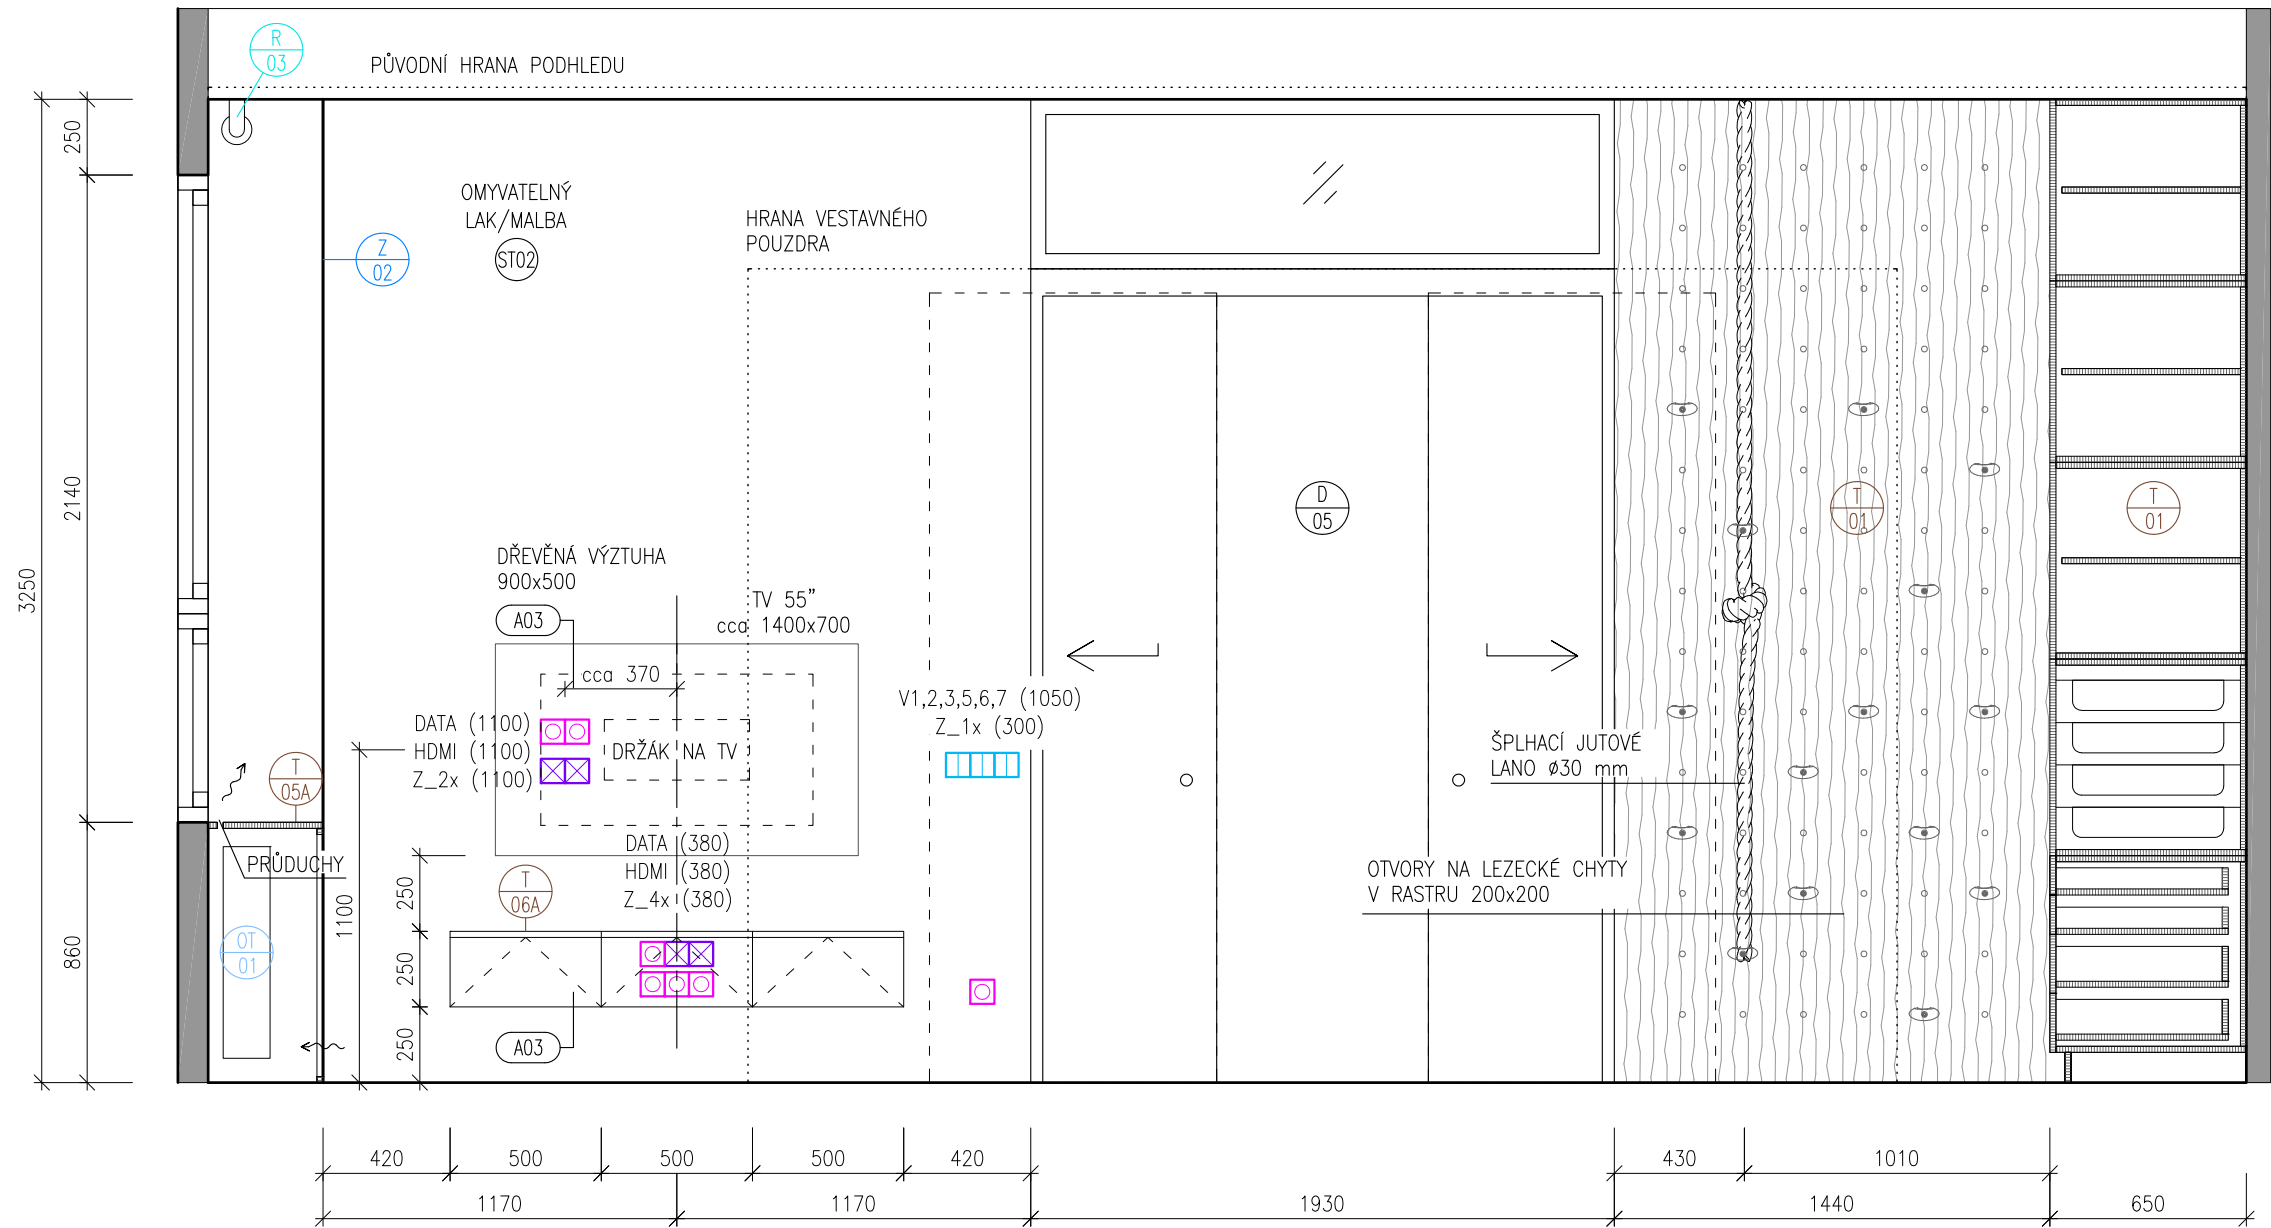 R
03
PŮVODNÍ HRANA PODHLEDU
250
OMYVATELNÝ
LAK/MALBA
ST02
HRANA VESTAVNÉHO
POUZDRA
Z
02
2140
3250
D
05
T
01
T
01
DŘEVĚNÁ VÝZTUHA
900x500
A03
TV 55”
cca 1400x700
cca 370
V1,2,3,5,6,7 (1050)
Z_1x (300)
DATA (1100)
HDMI (1100)
Z_2x (1100)
DRŽÁK NA TV
ŠPLHACÍ JUTOVÉ
LANO ø30 mm
T
05A
PRŮDUCHY
DATA (380)
HDMI (380)
Z_4x (380)
OTVORY NA LEZECKÉ CHYTY
V RASTRU 200x200
T
06A
1100
250
250
250
860
OT
01
A03
420
500
500
500
420
430
1010
1170
1170
1930
1440
650